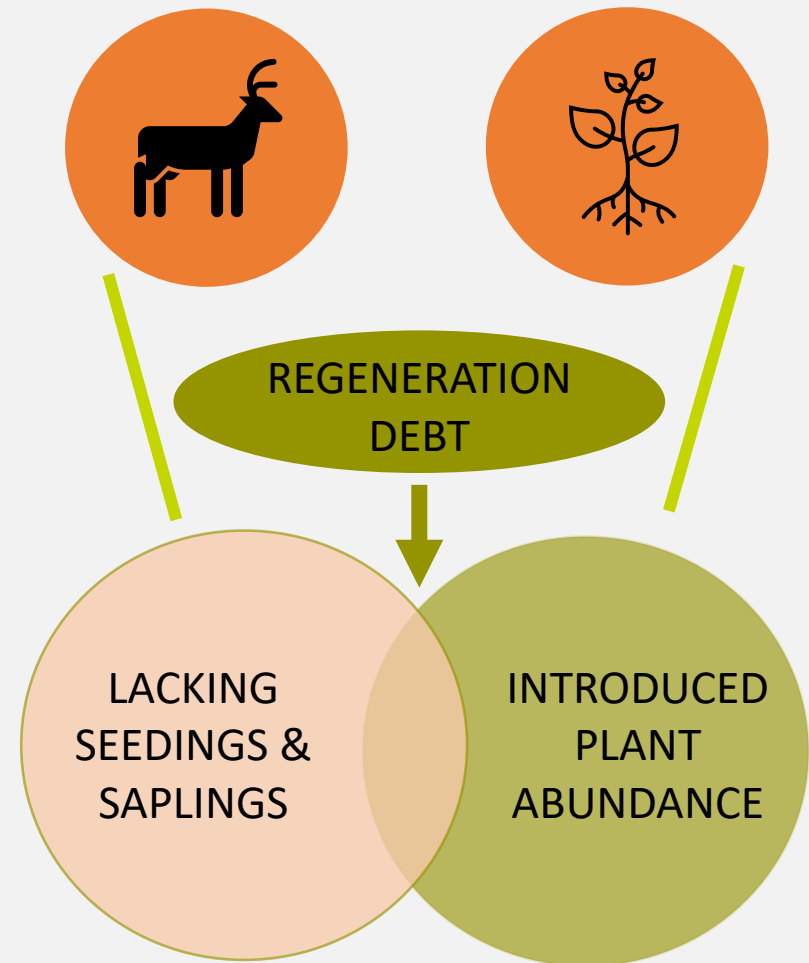 REGENERATION
DEBT
LACKING
SEEDINGS &
SAPLINGS
INTRODUCED
PLANT
ABUNDANCE